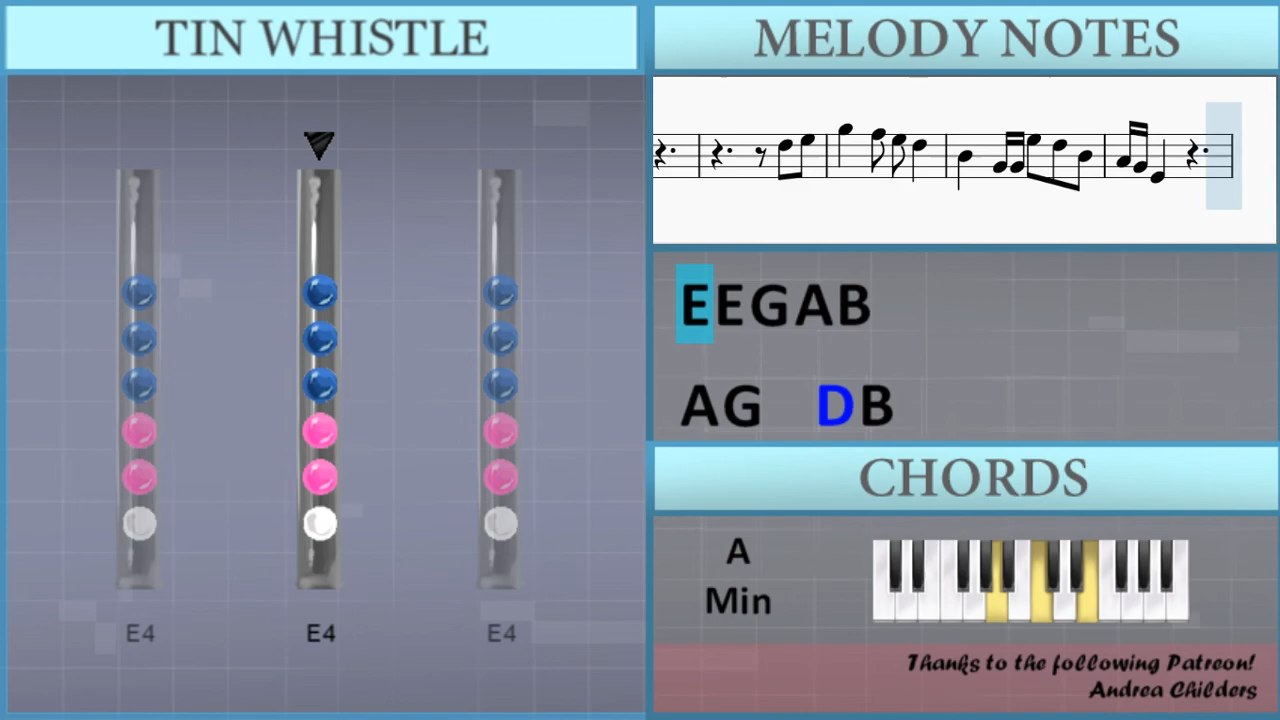 TIN WHISTLE
E4 E4 E4
MELODY NOTES
EEGAB
AG DB
CHORDS
A
Min
Thanks to the following Patreon!
Andrea Childers